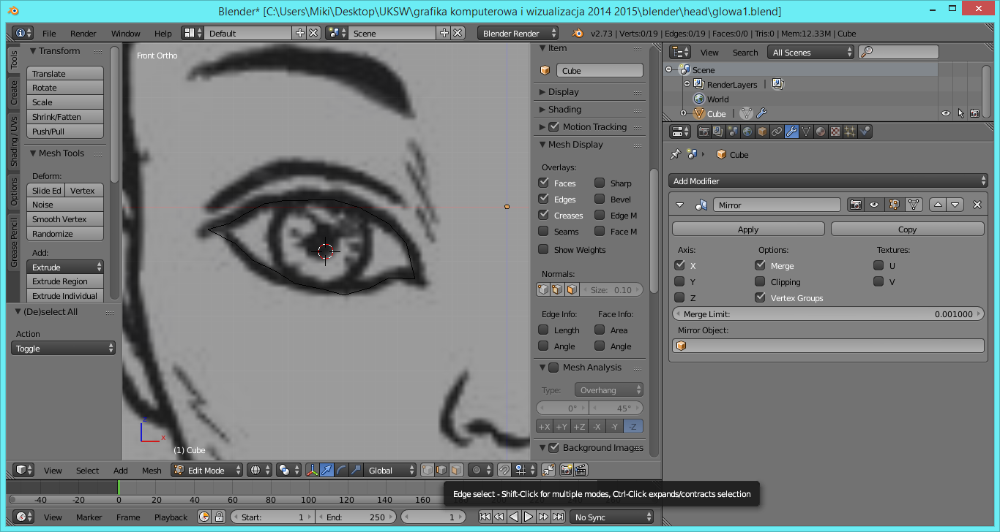 Blender* [C:\Users\Miki\Desktop\UKSW\grafika komputerowa i wizualizacja 2014 2015\blender\head\glowa1.blend]
File Render Window Help Default Scene Blender Render v2.73 | Verts:0/19 | Edges:0/19 | Faces:0/0 | Tris:0 | Mem:12.33M | Cube
Tools
Create
Shading / UVs
Options
Grease Pencil
Transform
Translate
Rotate
Scale
Shrink/Fatten
Push/Pull
Mesh Tools
Deform:
Slide Ed Vertex
Noise
Smooth Vertex
Randomize
Add:
Extrude
Extrude Region
Extrude Individual
(De)select All
Action
Toggle
Front Ortho
z
x
(1) Cube
Item
Cube
Display
Shading
Motion Tracking
Mesh Display
Overlays:
Faces Sharp
Edges Bevel
Creases Edge M
Seams Face M
Show Weights
Normals:
Size: 0.10
Edge Info: Face Info:
Length Area
Angle Angle
Mesh Analysis
Type: Overhang
0° 45°
+X +Y +Z -X -Y -Z
Background Images
View Search All Scenes
Scene
RenderLayers
World
Cube
Cube
Add Modifier
Mirror
Apply Copy
Axis: Options: Textures:
X Merge U
Y Clipping V
Z Vertex Groups
Merge Limit: 0.001000
Mirror Object:
View Select Add Mesh Edit Mode Global
Edge select - Shift-Click for multiple modes, Ctrl-Click expands/contracts selection
-40 -20 0 20 40 60 80 100 120 140 160
View Marker Frame Playback Start: 1 End: 250 1 No Sync